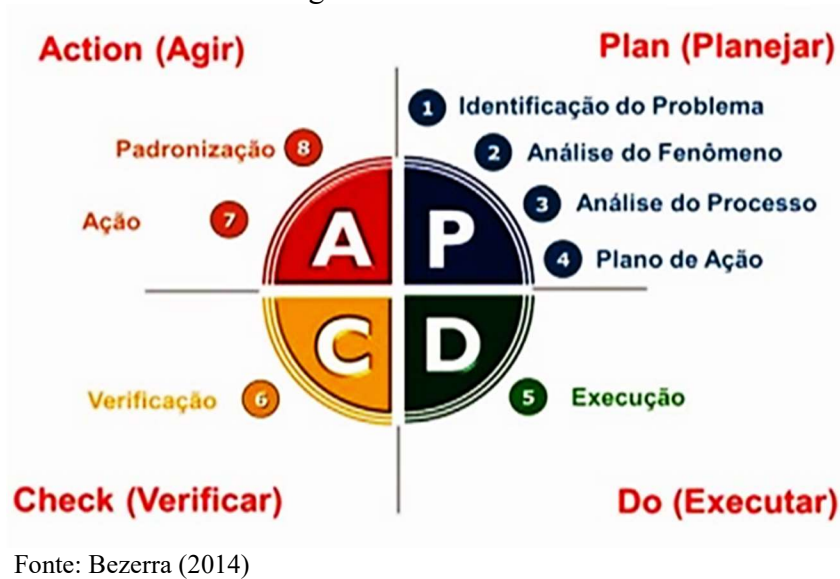 Action (Agir)
Plan (Planejar)
1 Identificação do Problema
2 Análise do Fenômeno
3 Análise do Processo
4 Plano de Ação
Padronização 8
Ação 7
A P
C D
Verificação 6
5 Execução
Check (Verificar)
Do (Executar)
Fonte: Bezerra (2014)